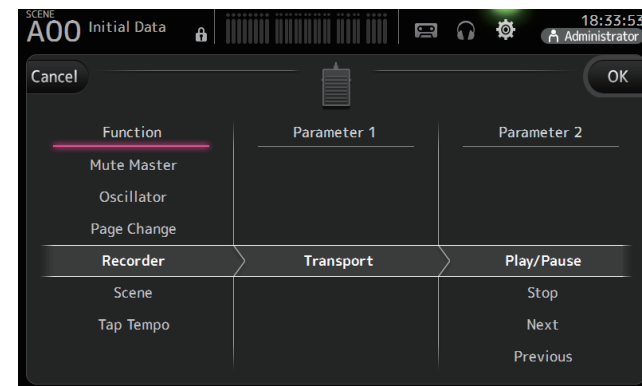 SCENE
A00 Initial Data
18:33:53
Administrator
Cancel
OK
Function Parameter 1 Parameter 2
Mute Master
Oscillator
Page Change
Recorder Transport Play/Pause
Scene Stop
Tap Tempo Next
Previous